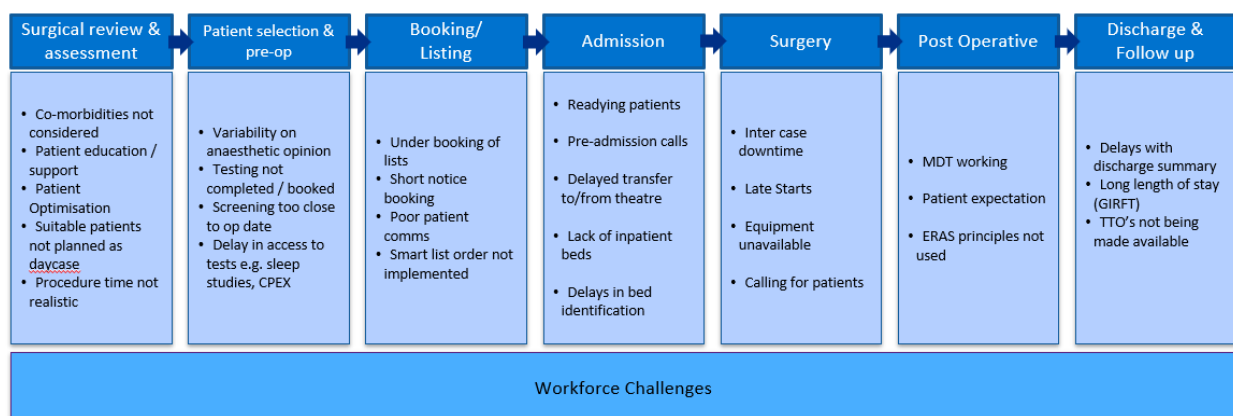 Surgical review &
assessment
• Co-morbidities not
considered
• Patient education /
support
• Patient
Optimisation
• Suitable patients
not planned as
daycase
• Procedure time not
realistic
Patient selection &
pre-op
• Variability on
anaesthetic opinion
• Testing not
completed / booked
• Screening too close
to op date
• Delay in access to
tests e.g. sleep
studies, CPEX
Booking/
Listing
• Under booking of
lists
• Short notice
booking
• Poor patient
comms
• Smart list order not
implemented
Admission
• Readying patients
• Pre-admission calls
• Delayed transfer
to/from theatre
• Lack of inpatient
beds
• Delays in bed
identification
Surgery
• Inter case
downtime
• Late Starts
• Equipment
unavailable
• Calling for patients
Post Operative
• MDT working
• Patient expectation
• ERAS principles not
used
Discharge &
Follow up
• Delays with
discharge summary
• Long length of stay
(GIRFT)
• TTO's not being
made available
Workforce Challenges